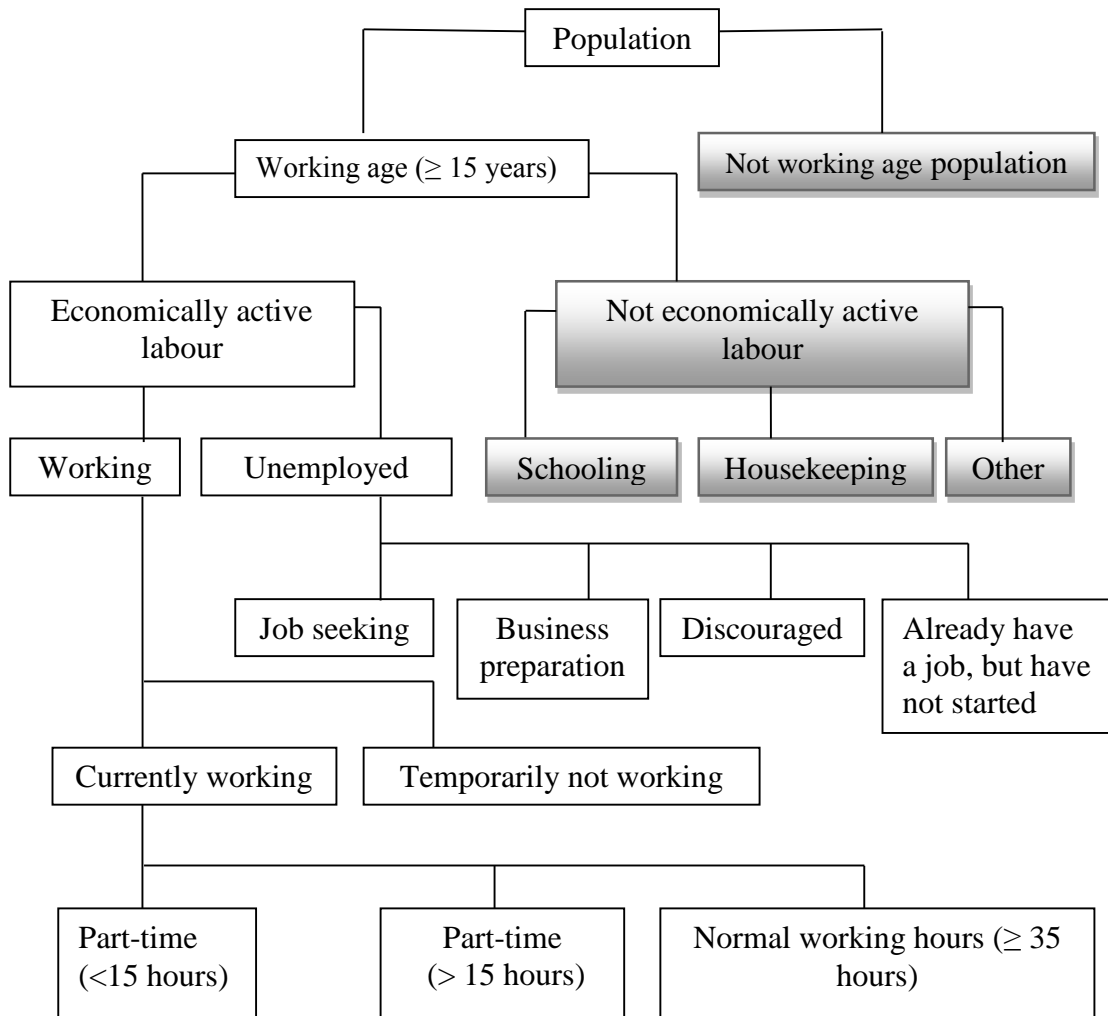 Population
Working age (≥ 15 years)
Not working age population
Economically active
labour
Not economically active
labour
Working
Unemployed
Schooling
Housekeeping
Other
Job seeking
Business
preparation
Discouraged
Already have
a job, but have
not started
Currently working
Temporarily not working
Part-time
(<15 hours)
Part-time
(> 15 hours)
Normal working hours (≥ 35
hours)